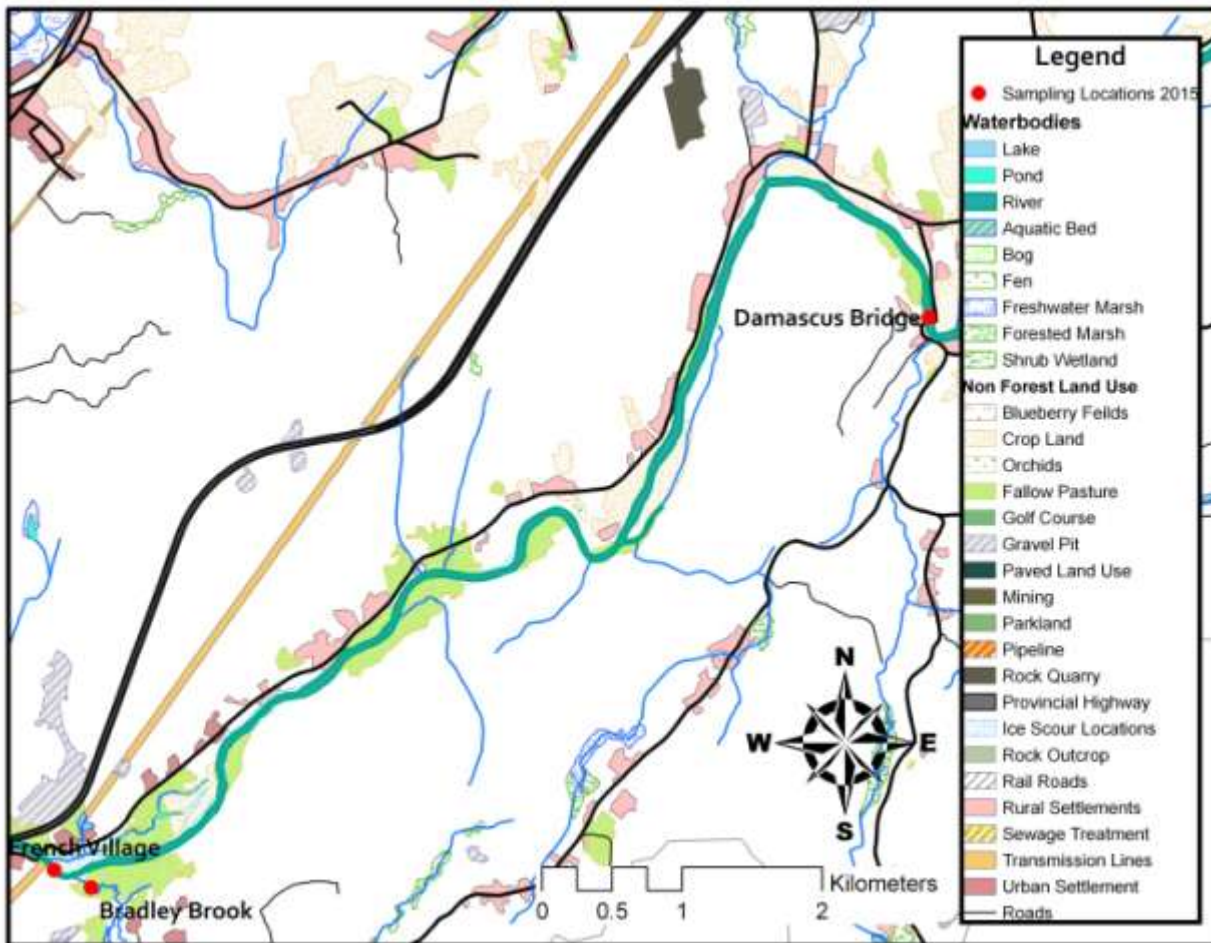 Legend
Sampling Locations 2015
Waterbodies
Lake
Pond
River
Aquatic Bed
Bog
Fen
Freshwater Marsh
Forested Marsh
Shrub Wetland
Non Forest Land Use
Blueberry Feilds
Crop Land
Orchids
Fallow Pasture
Golf Course
Gravel Pit
Paved Land Use
Mining
Parkland
Pipeline
Rock Quarry
Provincial Highway
Ice Scour Locations
Rock Outcrop
Rail Roads
Rural Settlements
Sewage Treatment
Transmission Lines
Urban Settlement
Roads
Damascus Bridge
N
W E
S
French Village
Bradley Brook
Kilometers
0 0.5 1 2